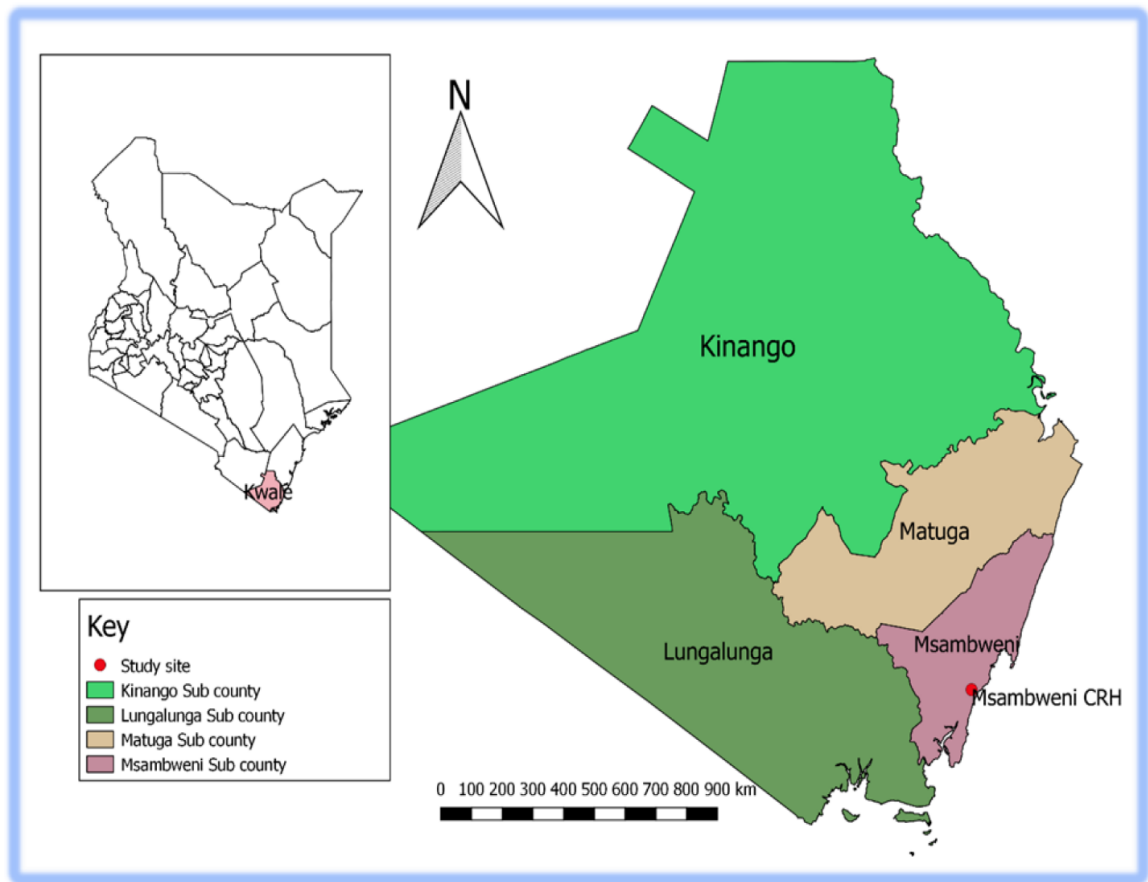 N
Kinango
Kwale
Matuga
Key
Study site
Kinango Sub county
Lungalunga Sub county
Matuga Sub county
Msambweni Sub county
Lungalunga
Msambweni
Msambweni CRH
0 100 200 300 400 500 600 700 800 900 km